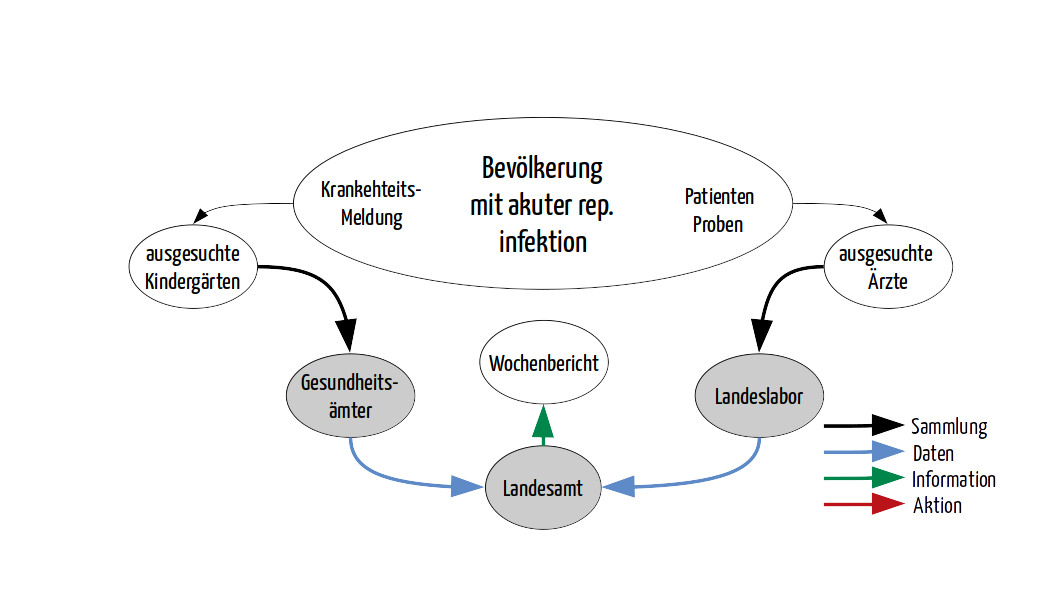 Bevölkerung
mit akuter rep.
infektion
Krankehteits-
Meldung
Patienten
Proben
ausgesuchte
Kindergärten
ausgesuchte
Ärzte
Wochenbericht
Gesundheits-
ämter
Landeslabor
Landesamt
Sammlung
Daten
Information
Aktion